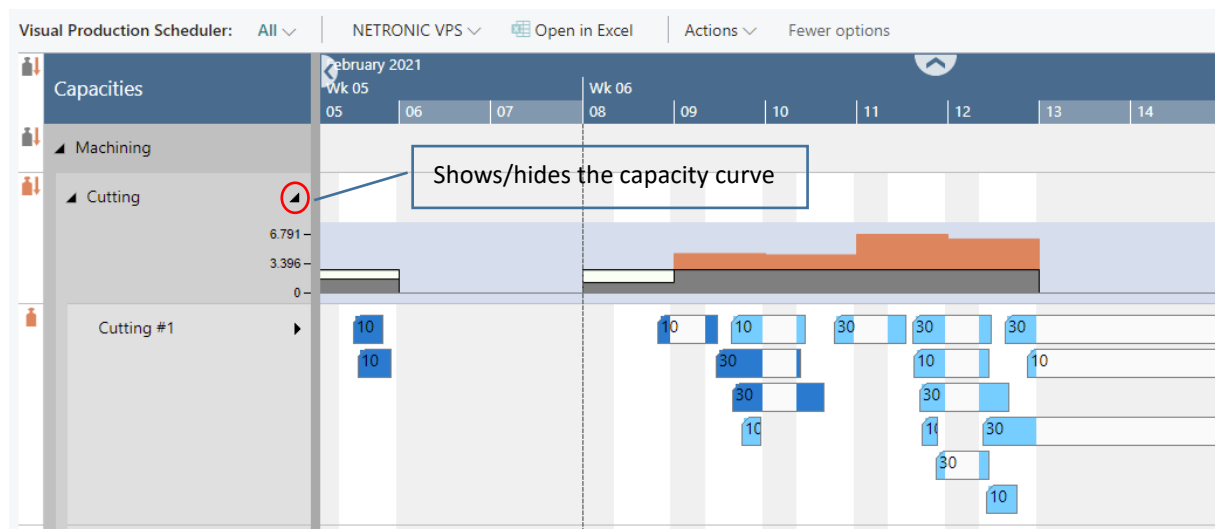 Visual Production Scheduler: All NETRONIC VPS Open in Excel Actions Fewer options
February 2021
Capacities
Wk 05 Wk 06
05 06 07 08 09 10 11 12 13 14
Machining
Shows/hides the capacity curve
Cutting
6.791
3.396
0
Cutting #1
10 10 10 30 30 30
10 30 10 10
30 30
10 10 30
30
10